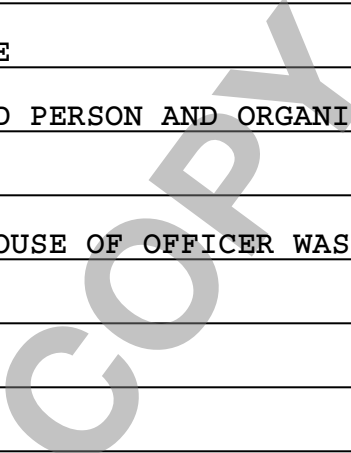 E
D PERSON AND ORGANI
OUSE OF OFFICER WAS
COPY